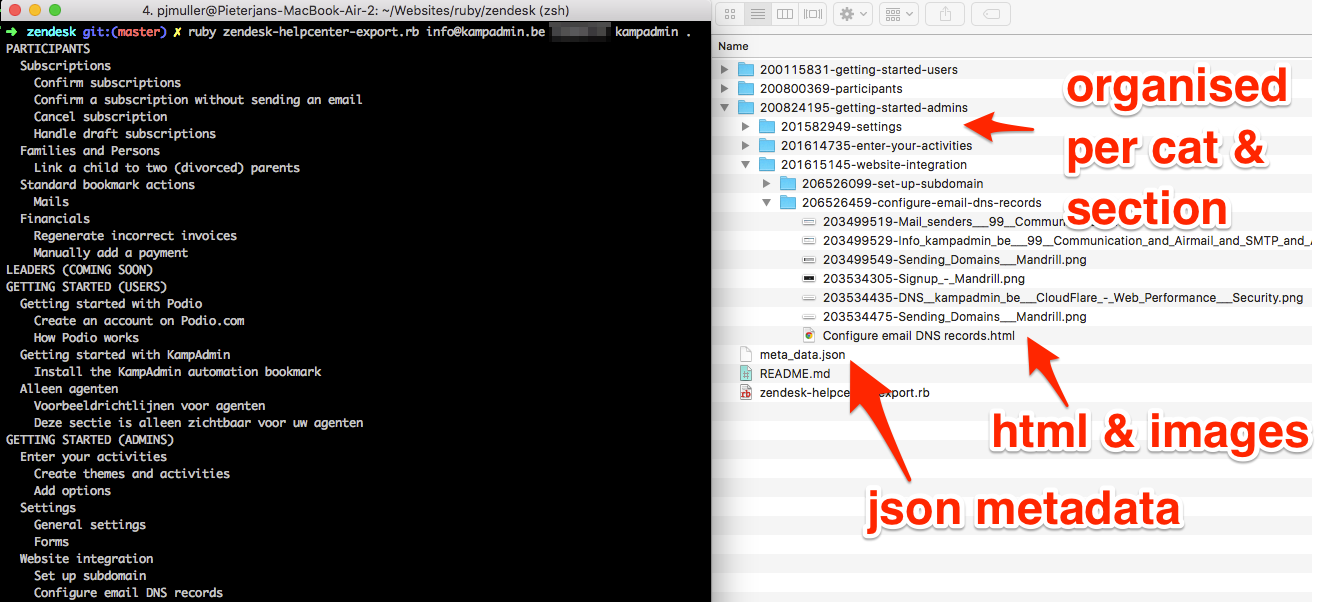 4. pjmuller@Pieterjans-MacBook-Air-2: ~/Websites/ruby/zendesk (zsh)
➜ zendesk git:(master) ✗ ruby zendesk-helpcenter-export.rb info@kampadmin.be kampadmin .
PARTICIPANTS
Subscriptions
Confirm subscriptions
Confirm a subscription without sending an email
Cancel subscription
Handle draft subscriptions
Families and Persons
Link a child to two (divorced) parents
Standard bookmark actions
Mails
Financials
Regenerate incorrect invoices
Manually add a payment
LEADERS (COMING SOON)
GETTING STARTED (USERS)
Getting started with Podio
Create an account on Podio.com
How Podio works
Getting started with KampAdmin
Install the KampAdmin automation bookmark
Alleen agenten
Voorbeeldrichtlijnen voor agenten
Deze sectie is alleen zichtbaar voor uw agenten
GETTING STARTED (ADMINS)
Enter your activities
Create themes and activities
Add options
Settings
General settings
Forms
Website integration
Set up subdomain
Configure email DNS records
Name
200115831-getting-started-users
200800369-participants
200824195-getting-started-admins
201582949-settings
201614735-enter-your-activities
201615145-website-integration
206526099-set-up-subdomain
206526459-configure-email-dns-records
203499519-Mail_senders___99__Commun
203499529-Info_kampadmin_be___99__Communication_and_Airmail_and_SMTP_and_
203499549-Sending_Domains___Mandrill.png
203534305-Signup_-_Mandrill.png
203534435-DNS__kampadmin_be___CloudFlare_-_Web_Performance___Security.png
203534475-Sending_Domains___Mandrill.png
Configure email DNS records.html
meta_data.json
README.md
zendesk-helpce export.rb
organised
per cat &
section
html & images
json metadata